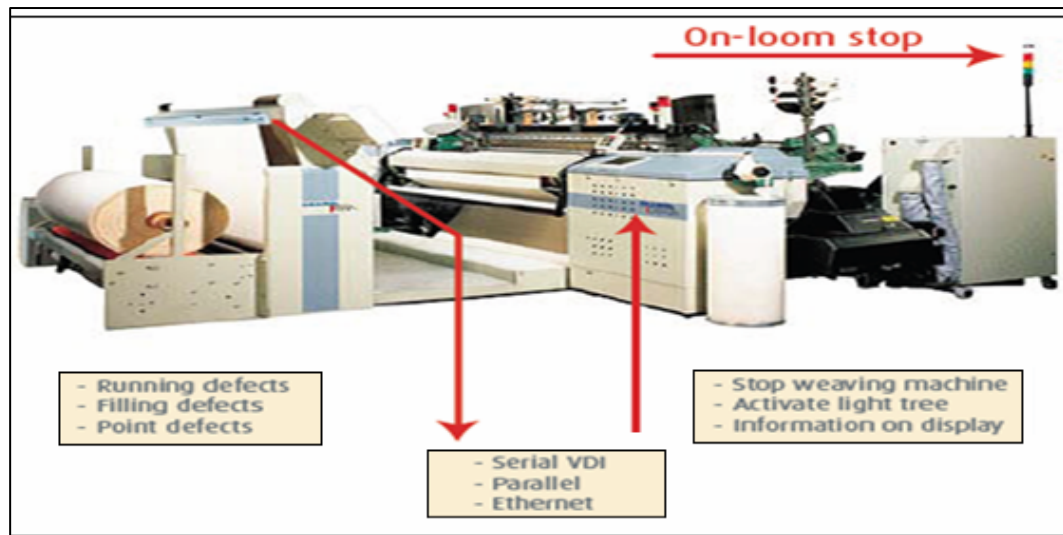 On-loom stop
- Running defects
- Filling defects
- Point defects
- Serial VDI
- Parallel
- Ethernet
- Stop weaving machine
- Activate light tree
- Information on display